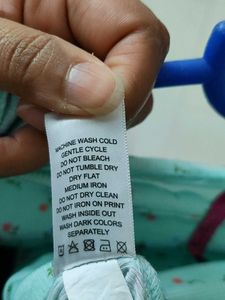 MACHINE WASH COLD
GENTLE CYCLE
DO NOT BLEACH
DO NOT TUMBLE DRY
DRY FLAT
MEDIUM IRON
DO NOT DRY CLEAN
DO NOT IRON ON PRINT
WASH INSIDE OUT
WASH DARK COLORS
SEPARATELY